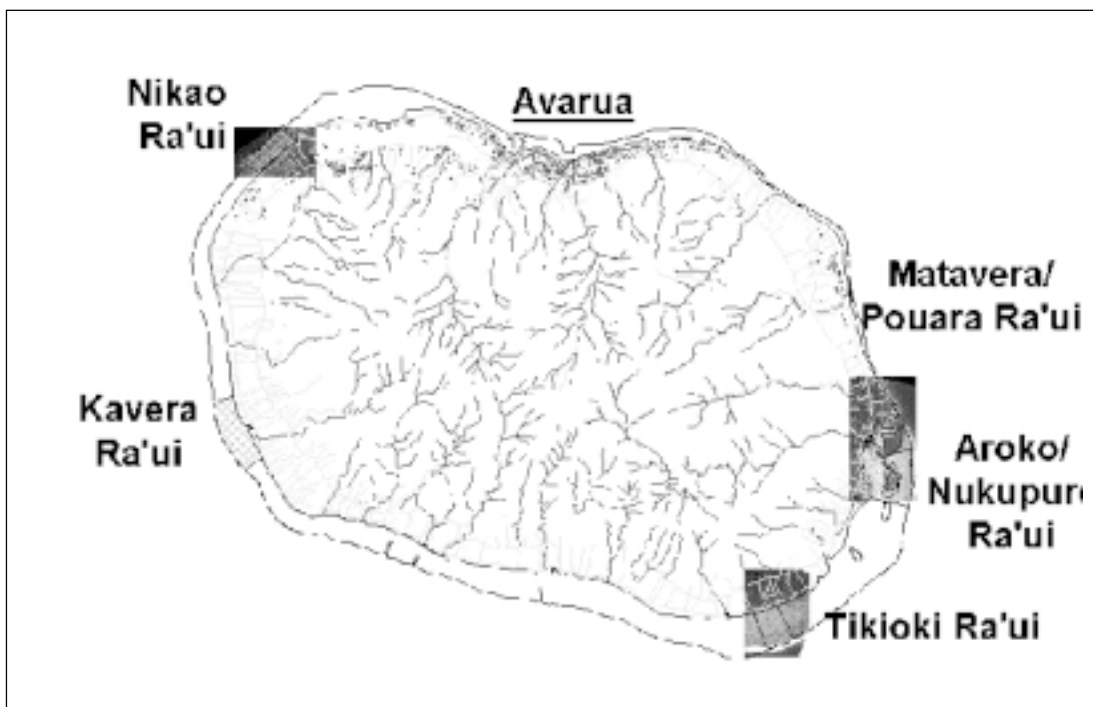 Nikao
Ra'ui
Avarua
Matavera/
Pouara Ra'ui
Kavera
Ra'ui
Aroko/
Nukupure
Ra'ui
Tikioki Ra'ui